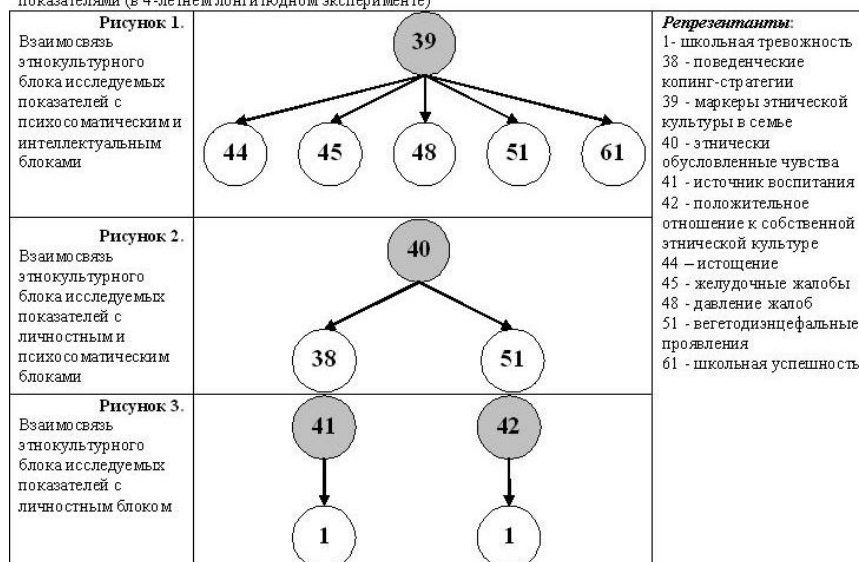 показателями (в 4-летнем лонгитюдном эксперименте)
Рисунок 1.
Взаимосвязь
этнокультурного
блока исследуемых
показателей с
психосоматическим и
интеллектуальным
блоками
39
44 45 48 51 61
Рисунок 2.
Взаимосвязь
этнокультурного
блока исследуемых
показателей с
личностным и
психосоматическим
блоками
40
38 51
Рисунок 3.
Взаимосвязь
этнокультурного
блока исследуемых
показателей с
личностным блоком
41 42
1 1
Репрезентанты:
1- школьная тревожность
38 - поведенческие
копинг-стратегии
39 - маркеры этнической
культуры в семье
40 - этнически
обусловленные чувства
41 - источник воспитания
42 - положительное
отношение к собственной
этнической культуре
44 – истощение
45 - желудочные жалобы
48 - давление жалоб
51 - вегетодиэнцефальные
проявления
61 - школьная успешность